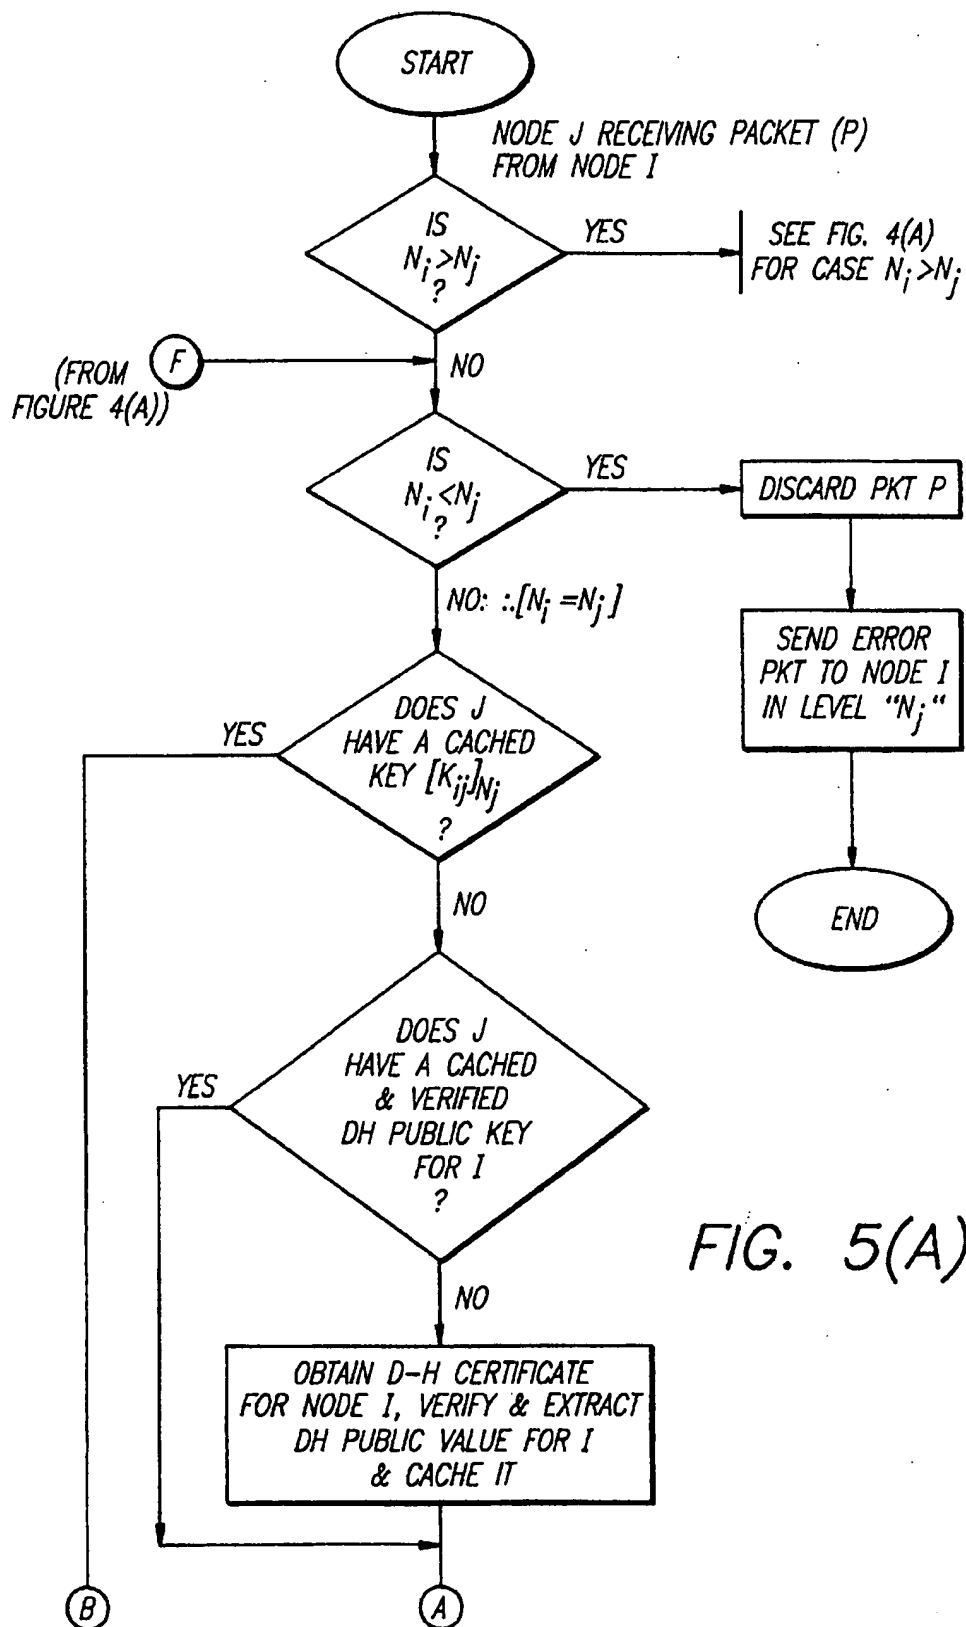 START
NODE J RECEIVING PACKET (P)
FROM NODE I
IS
N_i>N_j
?
YES
SEE FIG. 4(A)
FOR CASE N_i>N_j
NO
F
(FROM
FIGURE 4(A))
IS
N_i<N_j
?
YES
DISCARD PKT P
NO: :.[N_i =N_j]
SEND ERROR
PKT TO NODE I
IN LEVEL "N_j"
END
DOES J
HAVE A CACHED
KEY [K_ij]_Nj
?
YES
NO
DOES J
HAVE A CACHED
& VERIFIED
DH PUBLIC KEY
FOR I
?
YES
NO
FIG. 5(A)
OBTAIN D-H CERTIFICATE
FOR NODE I, VERIFY & EXTRACT
DH PUBLIC VALUE FOR I
& CACHE IT
B
A